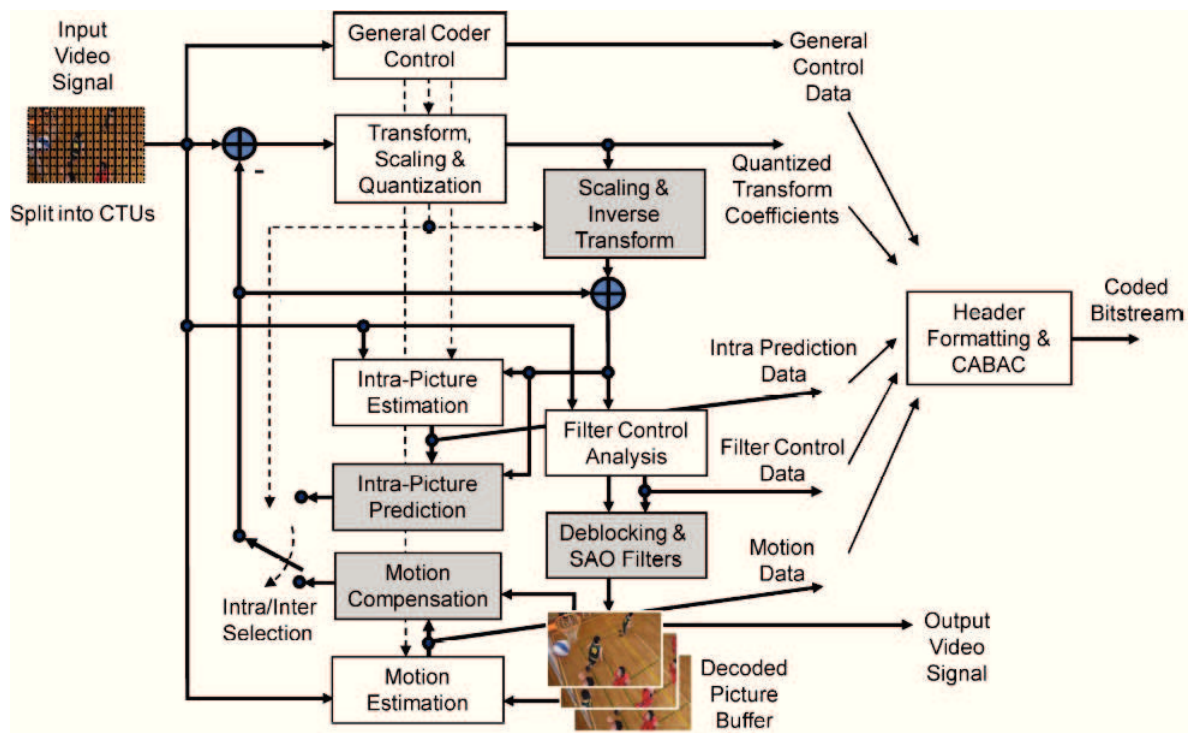 Input
Video
Signal
Split into CTUs
General Coder
Control
General
Control
Data
Transform,
Scaling &
Quantization
-
Quantized
Transform
Coefficients
Scaling &
Inverse
Transform
Header
Formatting &
CABAC
Coded
Bitstream
Intra Prediction
Data
Intra-Picture
Estimation
Filter Control
Analysis
Filter Control
Data
Intra-Picture
Prediction
Deblocking &
SAO Filters
Motion
Data
Motion
Compensation
Intra/Inter
Selection
Output
Video
Signal
Motion
Estimation
Decoded
Picture
Buffer